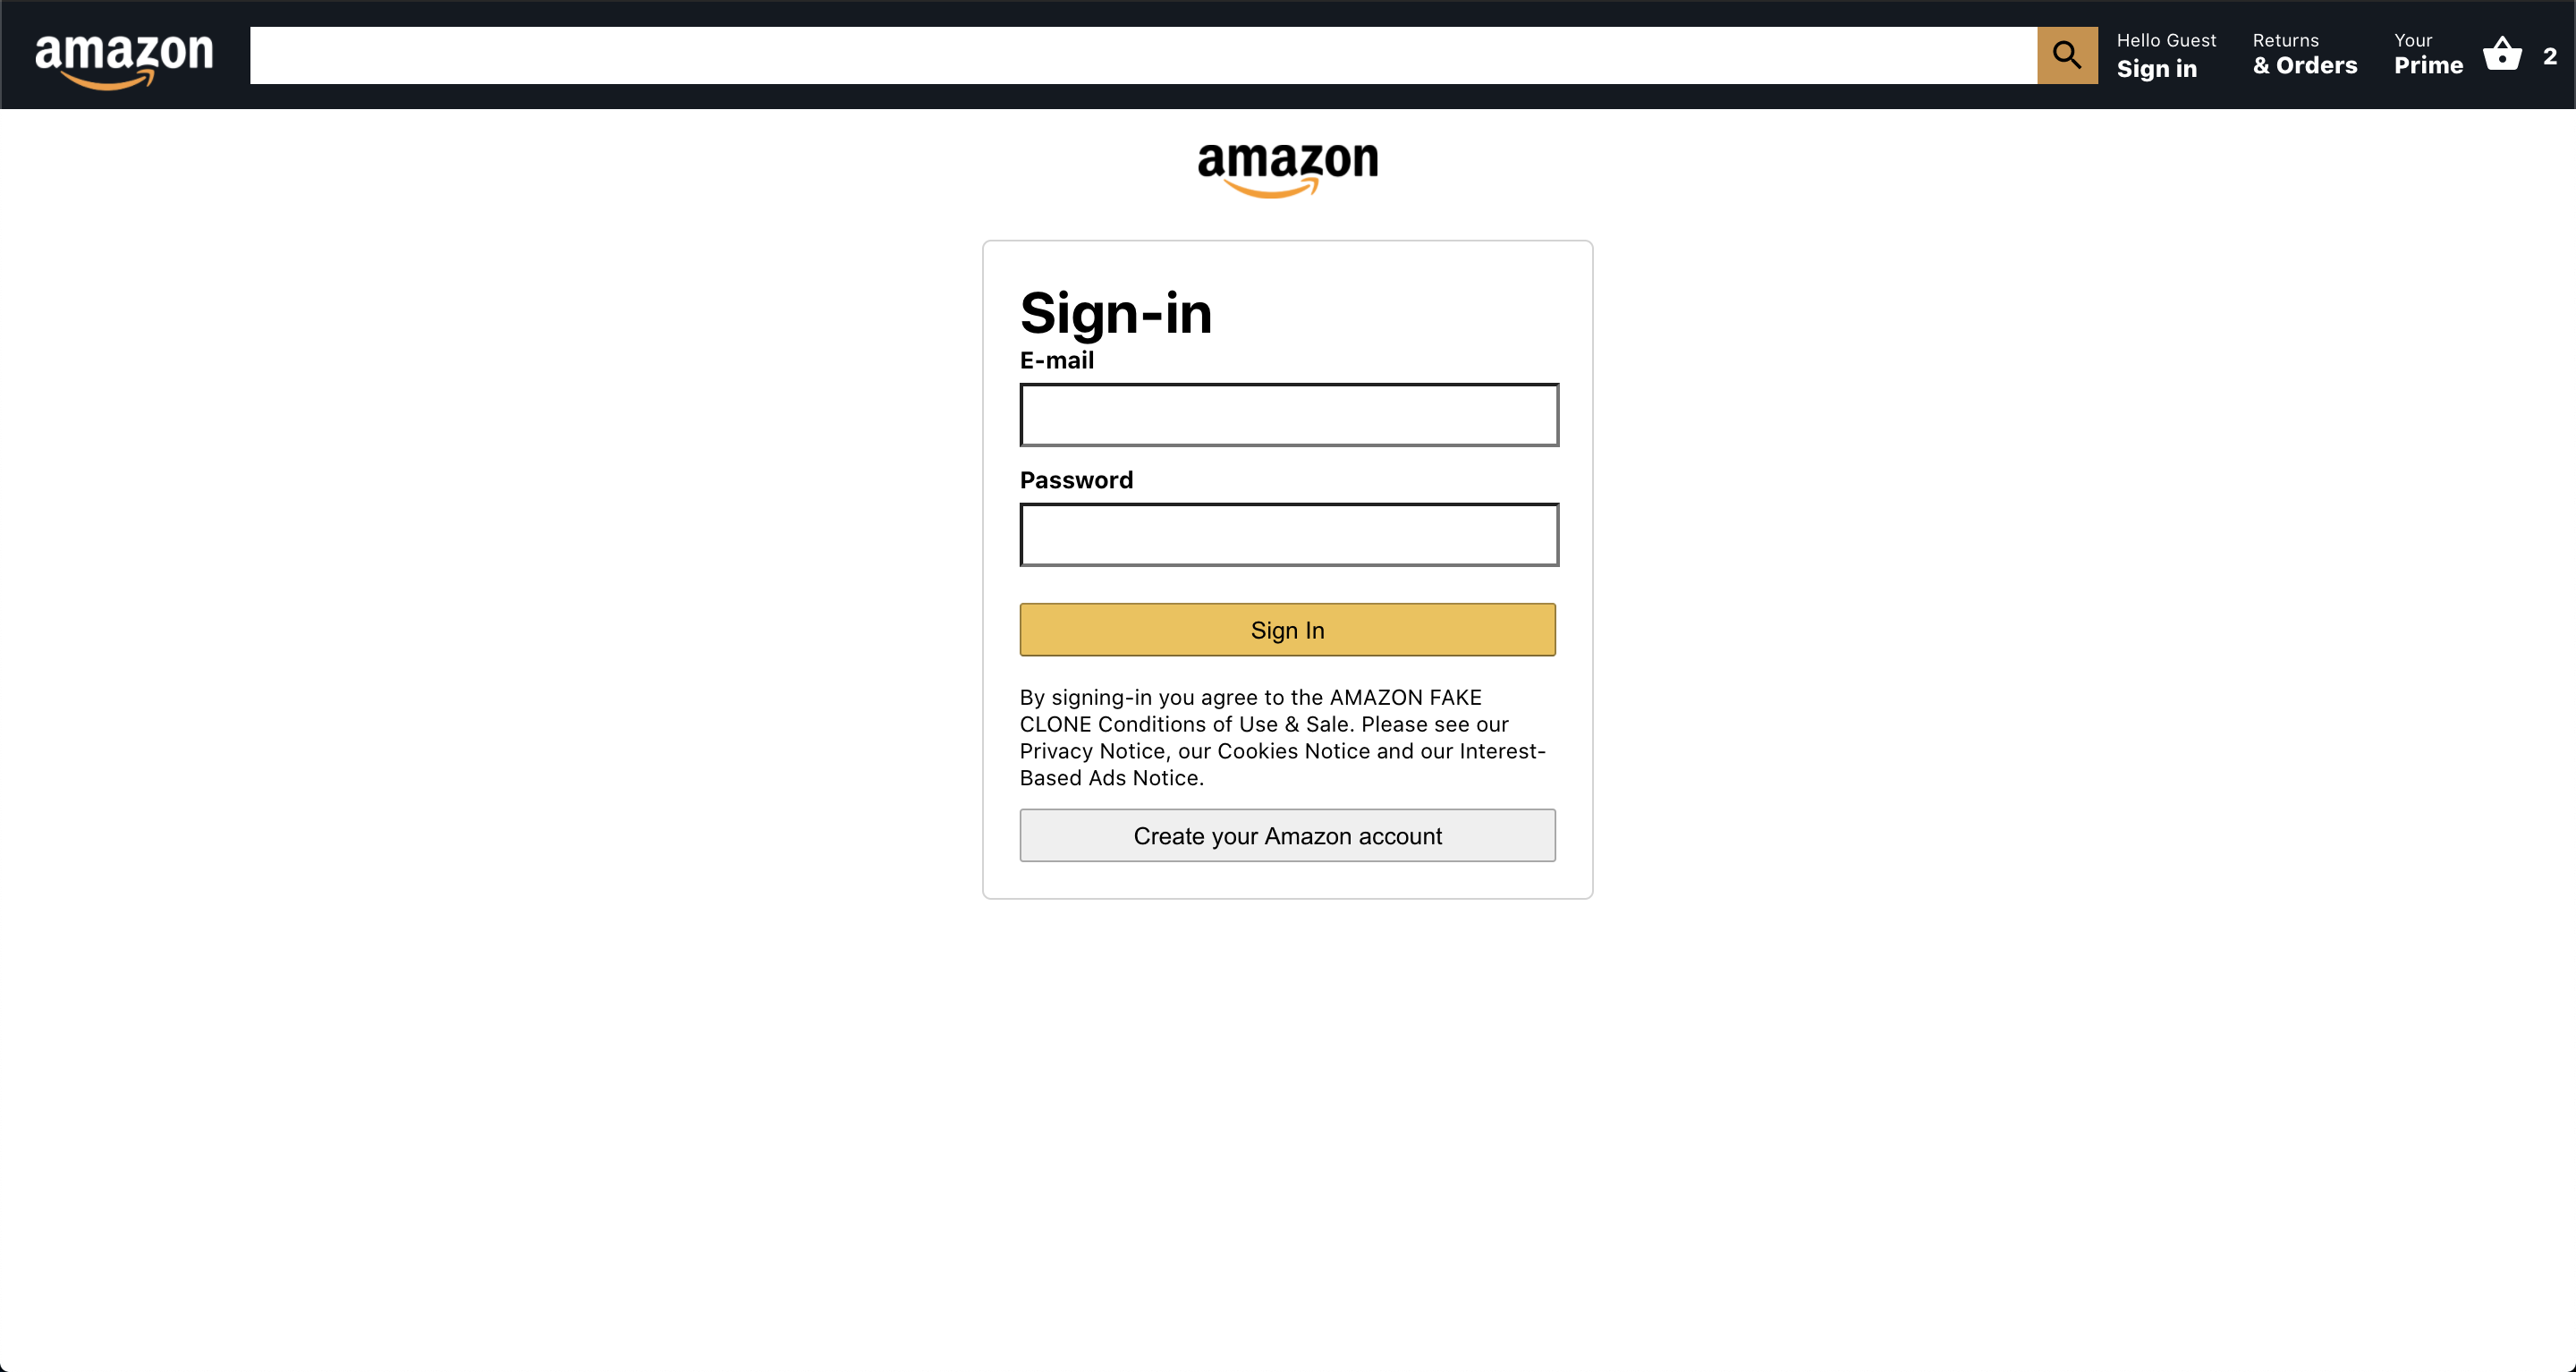 amazon
Hello Guest
Sign in
Returns
& Orders
Your
Prime
2
amazon
Sign-in
E-mail
Password
Sign In
By signing-in you agree to the AMAZON FAKE
CLONE Conditions of Use & Sale. Please see our
Privacy Notice, our Cookies Notice and our Interest-
Based Ads Notice.
Create your Amazon account